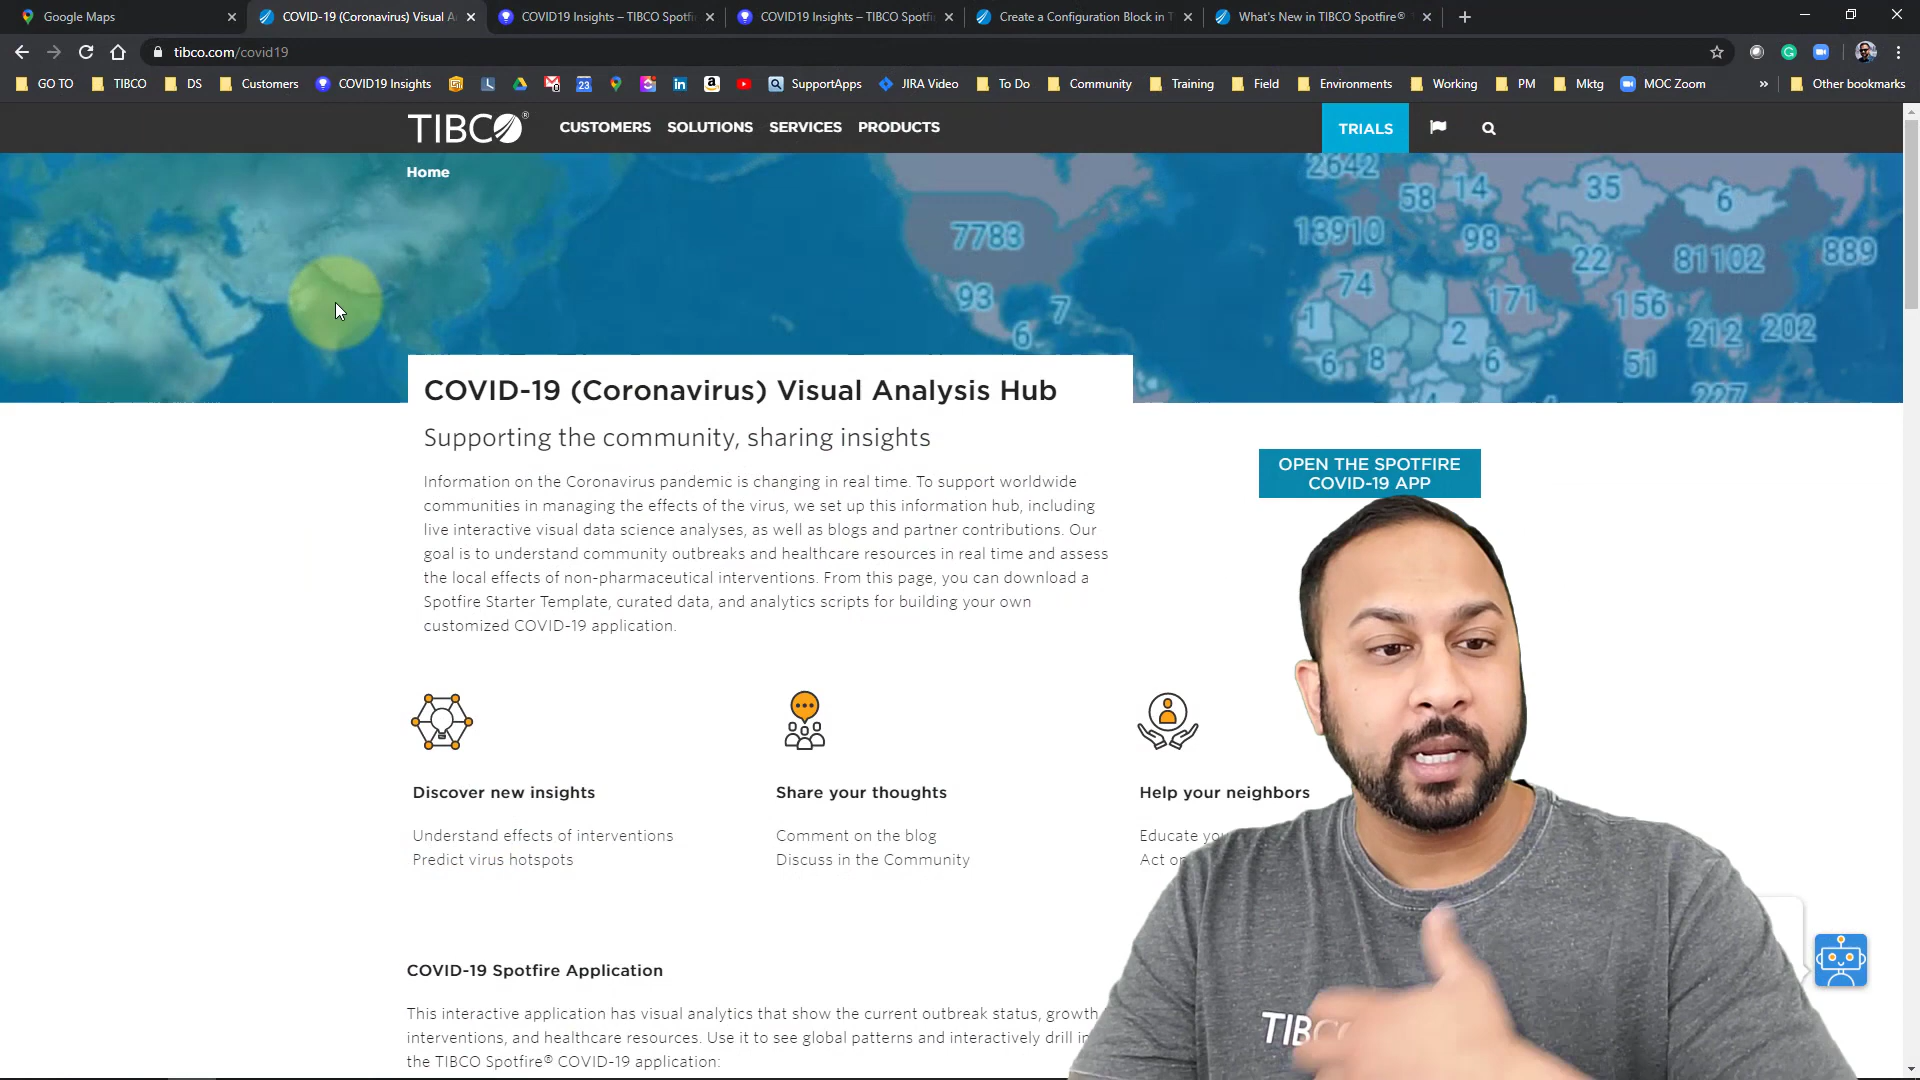 Google Maps
COVID-19 (Coronavirus) Visual A
COVID19 Insights – TIBCO Spotfi
COVID19 Insights – TIBCO Spotfi
Create a Configuration Block in T
What's New in TIBCO Spotfire®
tibco.com/covid19
GO TO
TIBCO
DS
Customers
COVID19 Insights
SupportApps
JIRA Video
To Do
Community
Training
Field
Environments
Working
PM
Mktg
MOC Zoom
Other bookmarks
TIBCO®
CUSTOMERS SOLUTIONS SERVICES PRODUCTS
TRIALS
Home
2642
58
14
35
6
7783
13910
98
22
81102
889
93
7
74
171
156
6
1
2
212
202
6
8
6
51
227
4
COVID-19 (Coronavirus) Visual Analysis Hub
Supporting the community, sharing insights
Information on the Coronavirus pandemic is changing in real time. To support worldwide
communities in managing the effects of the virus, we set up this information hub, including
live interactive visual data science analyses, as well as blogs and partner contributions. Our
goal is to understand community outbreaks and healthcare resources in real time and assess
the local effects of non-pharmaceutical interventions. From this page, you can download a
Spotfire Starter Template, curated data, and analytics scripts for building your own
customized COVID-19 application.
OPEN THE SPOTFIRE
COVID-19 APP
Discover new insights
Understand effects of interventions
Predict virus hotspots
Share your thoughts
Comment on the blog
Discuss in the Community
Help your neighbors
Educate
Act
COVID-19 Spotfire Application
This interactive application has visual analytics that show the current outbreak status, growth
interventions, and healthcare resources. Use it to see global patterns and interactively drill in
the TIBCO Spotfire® COVID-19 application:
TIBCO